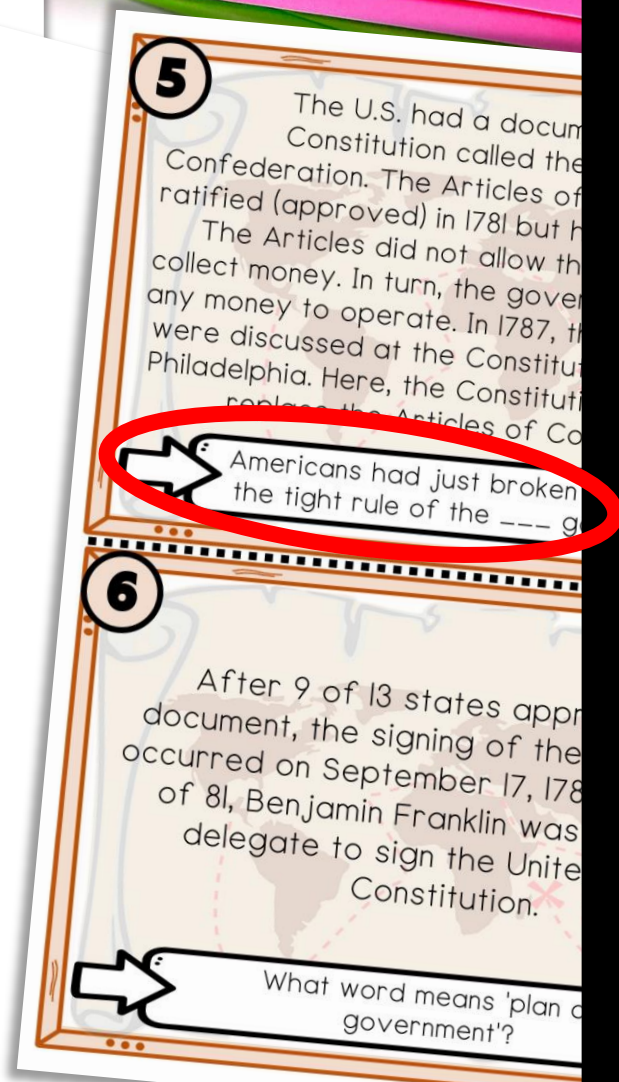 5
The U.S. had a docum
Constitution called the
Confederation. The Articles of
ratified (approved) in 1781 but h
The Articles did not allow th
collect money. In turn, the gover
any money to operate. In 1787, th
were discussed at the Constitut
Philadelphia. Here, the Constituti
replace the Articles of Co
Americans had just broken
the tight rule of the ___ g
6
After 9 of 13 states appr
document, the signing of the
occurred on September 17, 178
of 81, Benjamin Franklin was
delegate to sign the Unite
Constitution.
What word means 'plan o
government'?